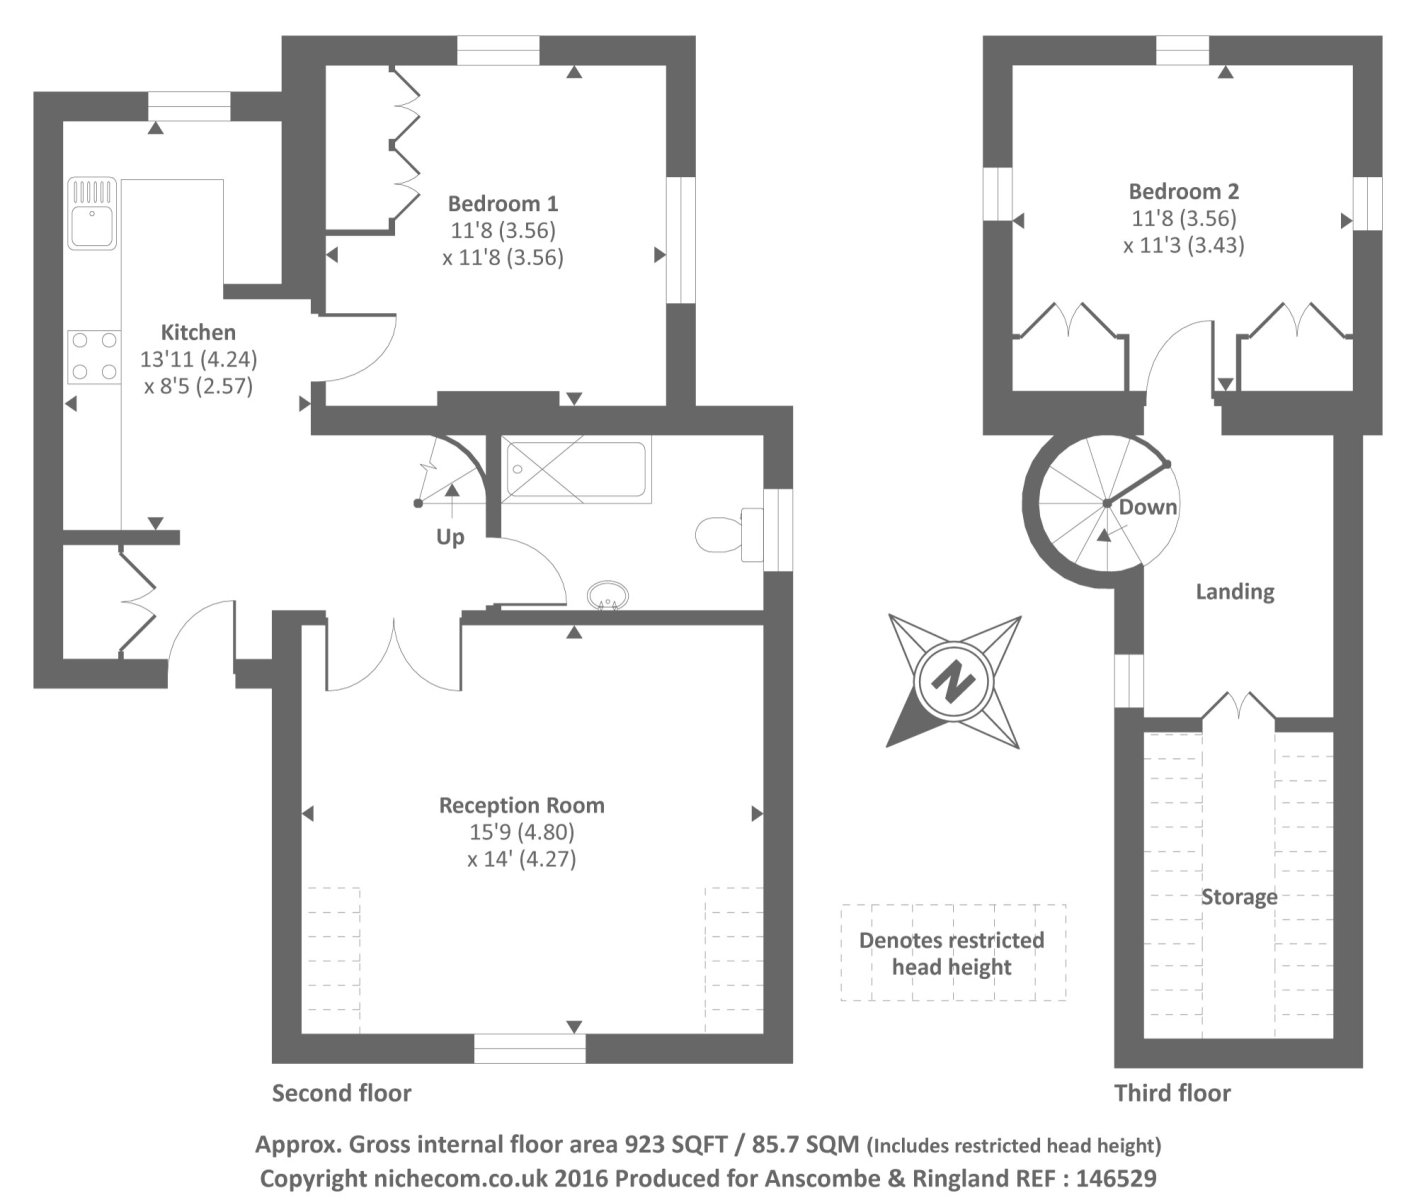 Bedroom 1
11'8 (3.56)
x 11'8 (3.56)
Kitchen
13'11 (4.24)
x 8'5 (2.57)
Up
Reception Room
15'9 (4.80)
x 14' (4.27)
Second floor
Bedroom 2
11'8 (3.56)
x 11'3 (3.43)
Down
Landing
N
Storage
Denotes restricted
head height
Third floor
Approx. Gross internal floor area 923 SQFT / 85.7 SQM (Includes restricted head height)
Copyright nichecom.co.uk 2016 Produced for Anscombe & Ringland REF : 146529